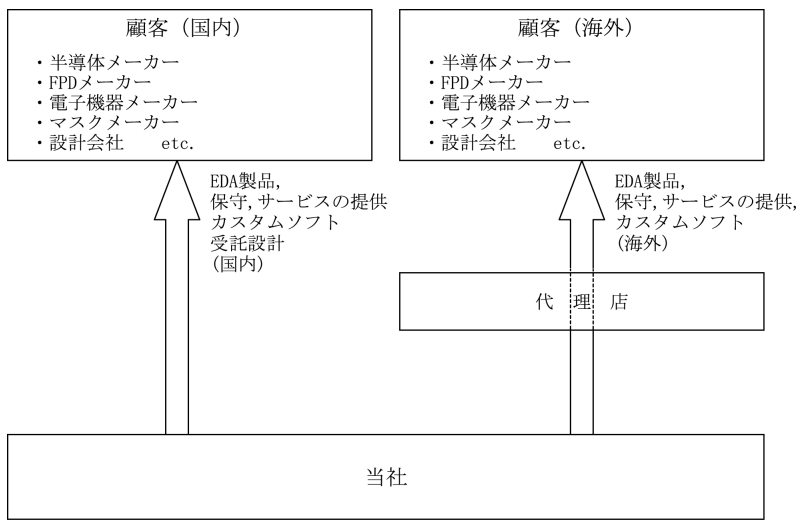 顧客（国内）
・半導体メーカー
・FPDメーカー
・電子機器メーカー
・マスクメーカー
・設計会社　　etc.
顧客（海外）
・半導体メーカー
・FPDメーカー
・電子機器メーカー
・マスクメーカー
・設計会社　　etc.
EDA製品,
保守,サービスの提供
カスタムソフト
受託設計
(国内)
EDA製品,
保守,サービスの提供,
カスタムソフト
(海外)
代　理　店
当社